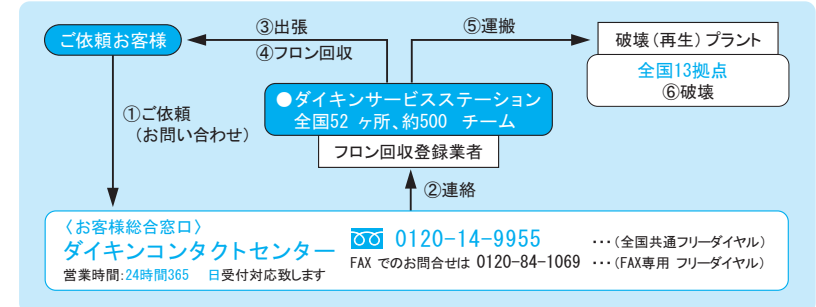 ③出張
⑤運搬
ご依頼お客様
④フロン回収
破壊(再生)プラント
全国13拠点
⑥破壊
●ダイキンサービスステーション
全国52 ヶ所、約500 チーム
フロン回収登録業者
①ご依頼
(お問い合わせ)
②連絡
〈お客様総合窓口〉
ダイキンコンタクトセンター
営業時間:24時間365 日受付対応致します
0120-14-9955 ・・・(全国共通フリーダイヤル)
FAX でのお問合せは 0120-84-1069 ・・・(FAX専用 フリーダイヤル)